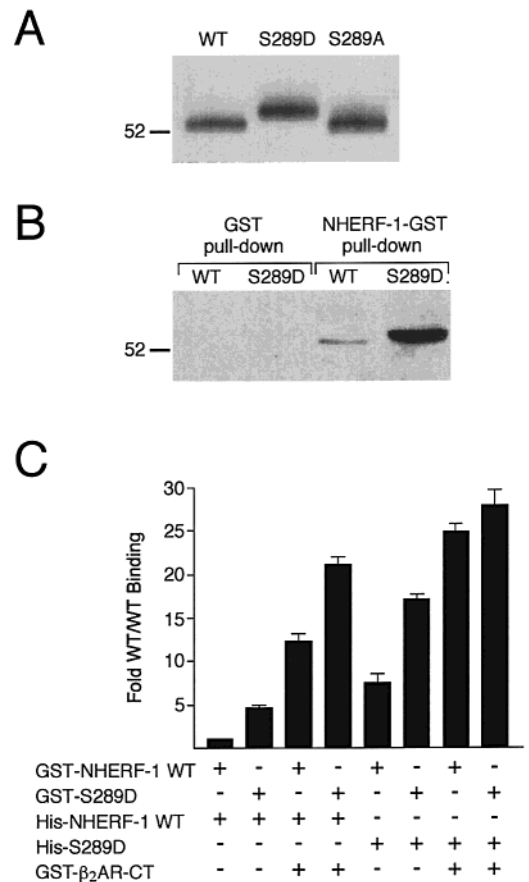 A
WT S289D S289A
52
B
GST NHERF-1-GST
pull-down pull-down
WT S289D WT S289D
52
C
30
25
20
15
10
5
Fold WT/WT Binding
GST-NHERF-1 WT + - + - + - + -
GST-S289D - + - + - + - +
His-NHERF-1 WT + + + + - - - -
His-S289D - - - - + + + +
GST-β₂AR-CT - - + + - - + +